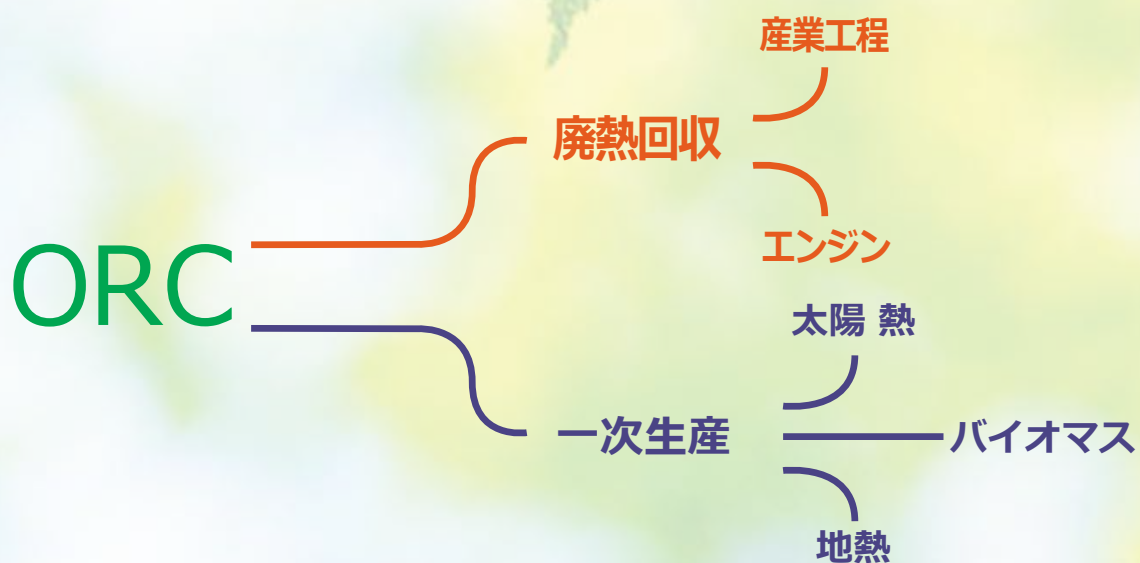 ORC
廃熱回収
産業工程
エンジン
一次生産
太陽 熱
バイオマス
地熱